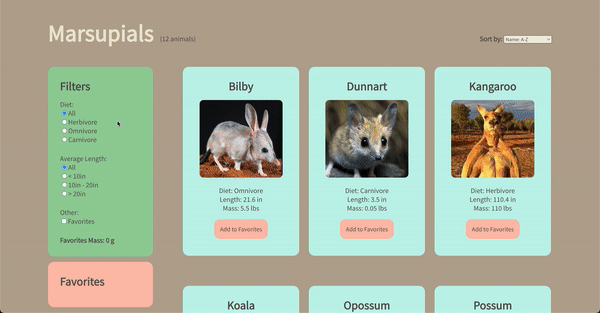 Marsupials (12 animals)
Sort by: Name: A-Z
Filters
Diet:
All
Herbivore
Omnivore
Carnivore
Average Length:
All
< 10in
10in - 20in
> 20in
Other:
Favorites
Favorites Mass: 0 g
Favorites
Bilby
Diet: Omnivore
Length: 21.6 in
Mass: 5.5 lbs
Add to Favorites
Dunnart
Diet: Carnivore
Length: 3.5 in
Mass: 0.05 lbs
Add to Favorites
Kangaroo
Diet: Herbivore
Length: 110.4 in
Mass: 110 lbs
Add to Favorites
Koala
Opossum
Possum